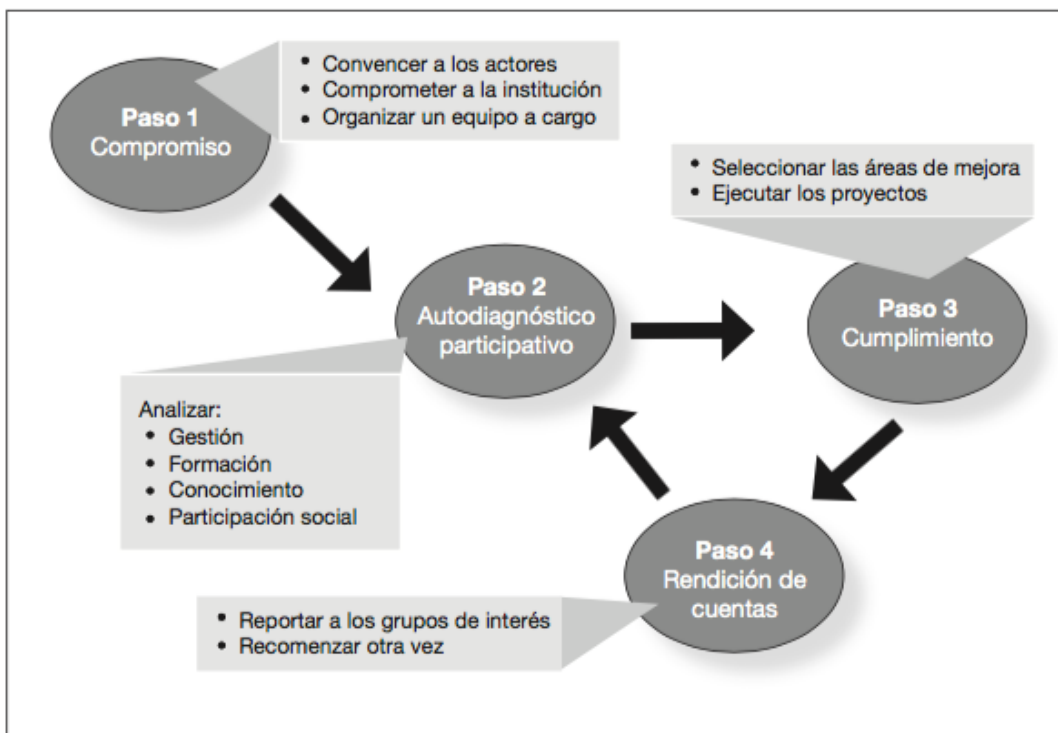 Paso 1
Compromiso
• Convencer a los actores
• Comprometer a la institución
• Organizar un equipo a cargo
Paso 2
Autodiagnóstico
participativo
Analizar:
• Gestión
• Formación
• Conocimiento
• Participación social
• Seleccionar las áreas de mejora
• Ejecutar los proyectos
Paso 3
Cumplimiento
Paso 4
Rendición de
cuentas
• Reportar a los grupos de interés
• Recomenzar otra vez